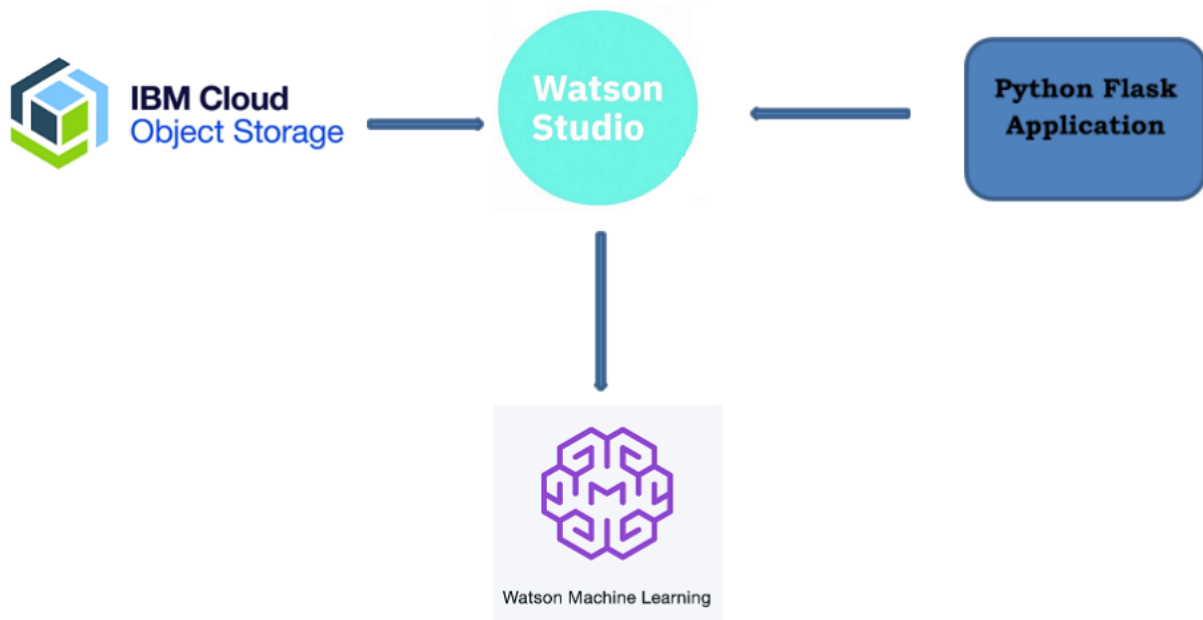 IBM Cloud
Object Storage
Watson
Studio
Python Flask
Application
Watson Machine Learning